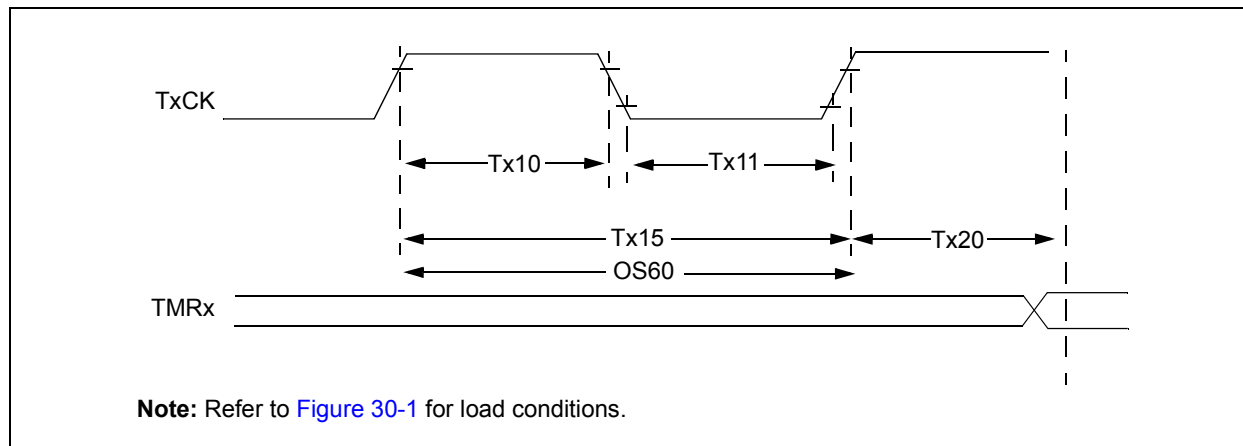 TxCK
Tx10
Tx11
Tx15
Tx20
OS60
TMRx
Note: Refer to Figure 30-1 for load conditions.